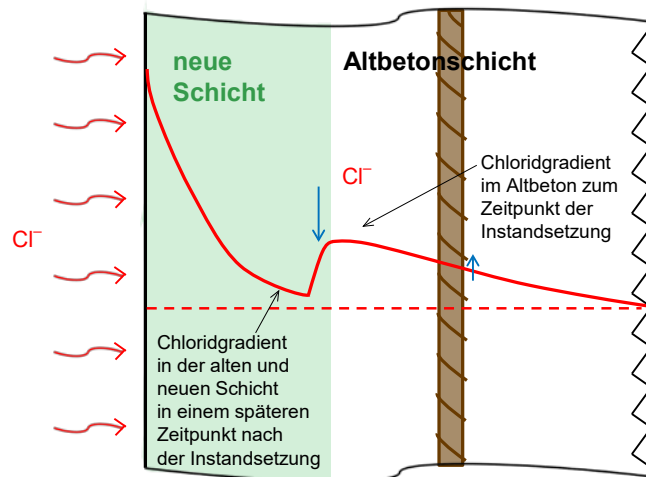 neue
Schicht
Altbetonschicht
Cl⁻
Cl⁻
Chloridgradient
im Altbeton zum
Zeitpunkt der
Instandsetzung
Chloridgradient
in der alten und
neuen Schicht
in einem späteren
Zeitpunkt nach
der Instandsetzung